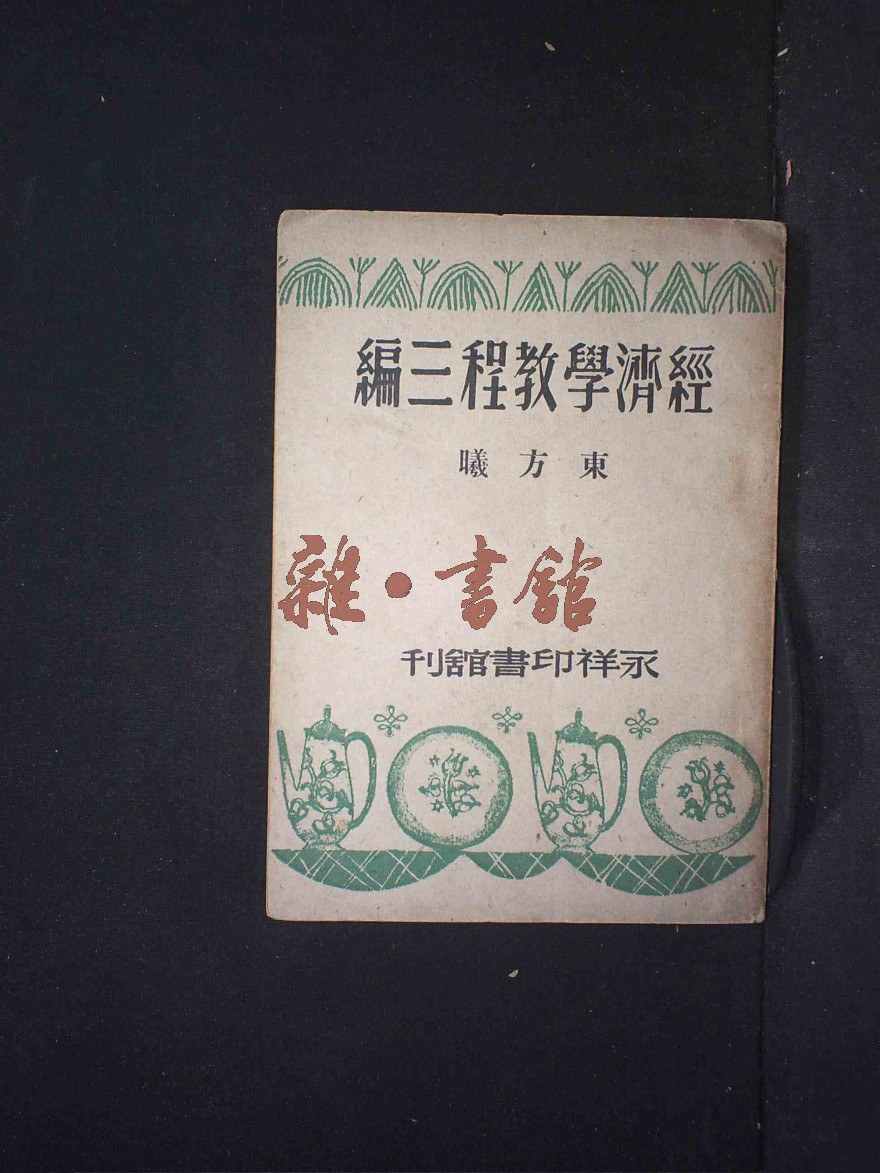 經濟學教程三編
東方曦
雜·書館
永祥印書館刊